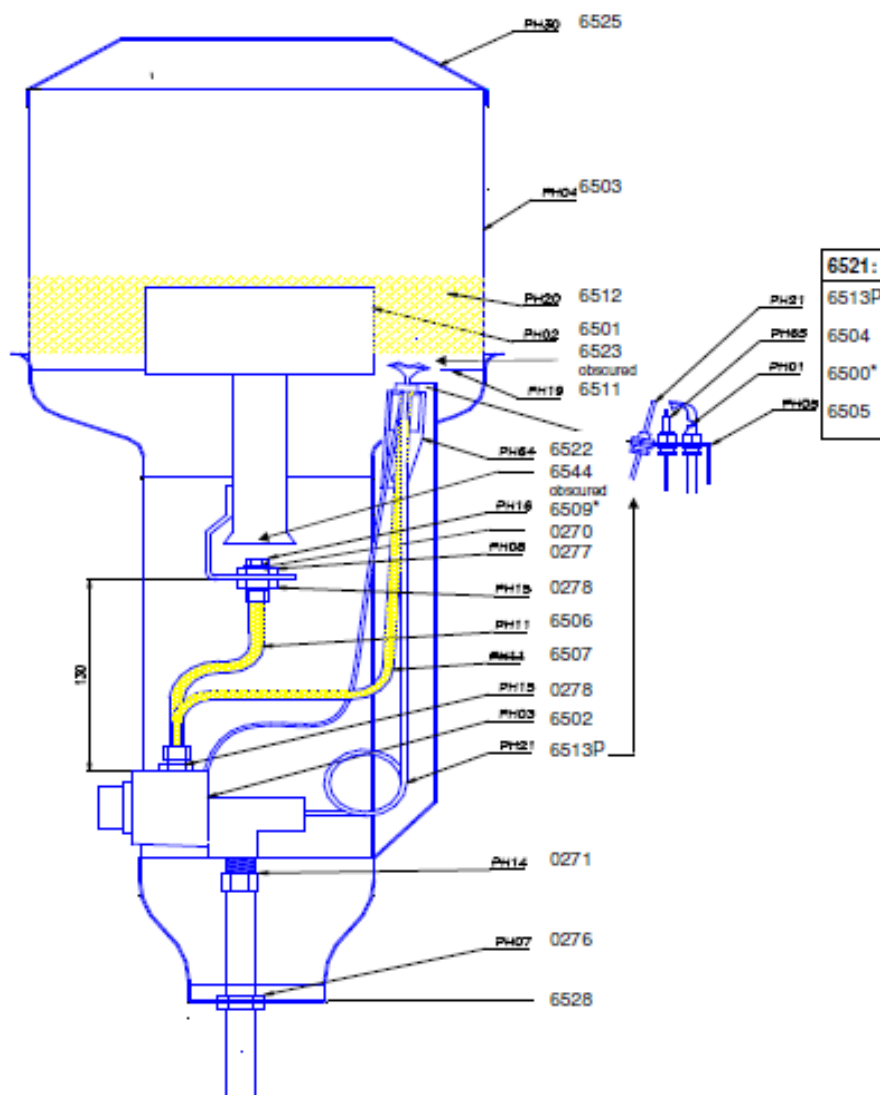 PH30 6525
PH04 6503
PH20 6512
PH02 6501
6523
obscured
PH19 6511
PH64 6522
6544
obscured
PH16 6509*
0270
PH08 0277
PH15 0278
PH11 6506
PH11 6507
PH15 0278
PH03 6502
PH21 6513P
PH14 0271
PH07 0276
6528
130
6521:
PH21 6513P
PH65 6504
PH01 6500*
6505